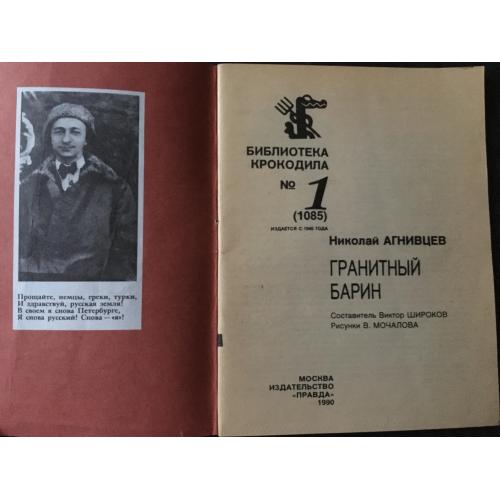 Прощайте, немцы, греки, турки,
И здравствуй, русская земля!
В своем я снова Петербурге,
Я снова русский! Снова — «я»!
БИБЛИОТЕКА
КРОКОДИЛА
№ 1
(1085)
ИЗДАЕТСЯ С 1945 ГОДА
Николай АГНИВЦЕВ
ГРАНИТНЫЙ
БАРИН
Составитель Виктор ШИРОКОВ
Рисунки В. МОЧАЛОВА
МОСКВА
ИЗДАТЕЛЬСТВО
«ПРАВДА»
1990